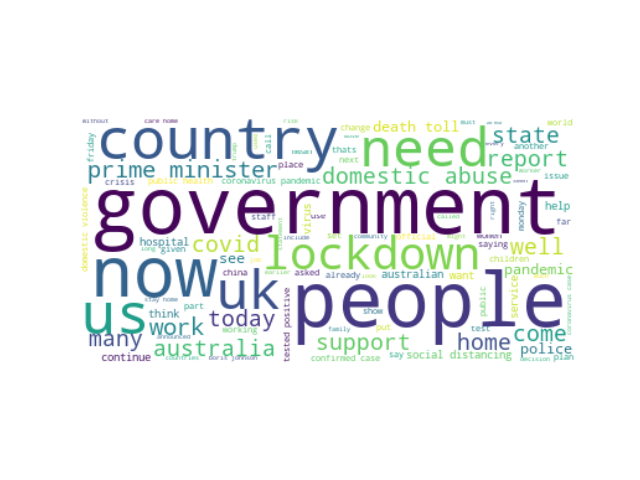 without care home risk
country need state
friday call change death toll world
prime minister thats report
place next domestic abuse issue
crisis public health coronavirus pandemic
government
domestic violence staff virus use right monday help far
hospital covid set official called saying well
given see include community
now lockdown
china asked already australian want children pandemic
us uk people
stay home earlier public service
think part show test come
work today put
many working family police
australia support home
continue tested positive confirmed case say social distancing plan
countries boris johnson decision
announced
another